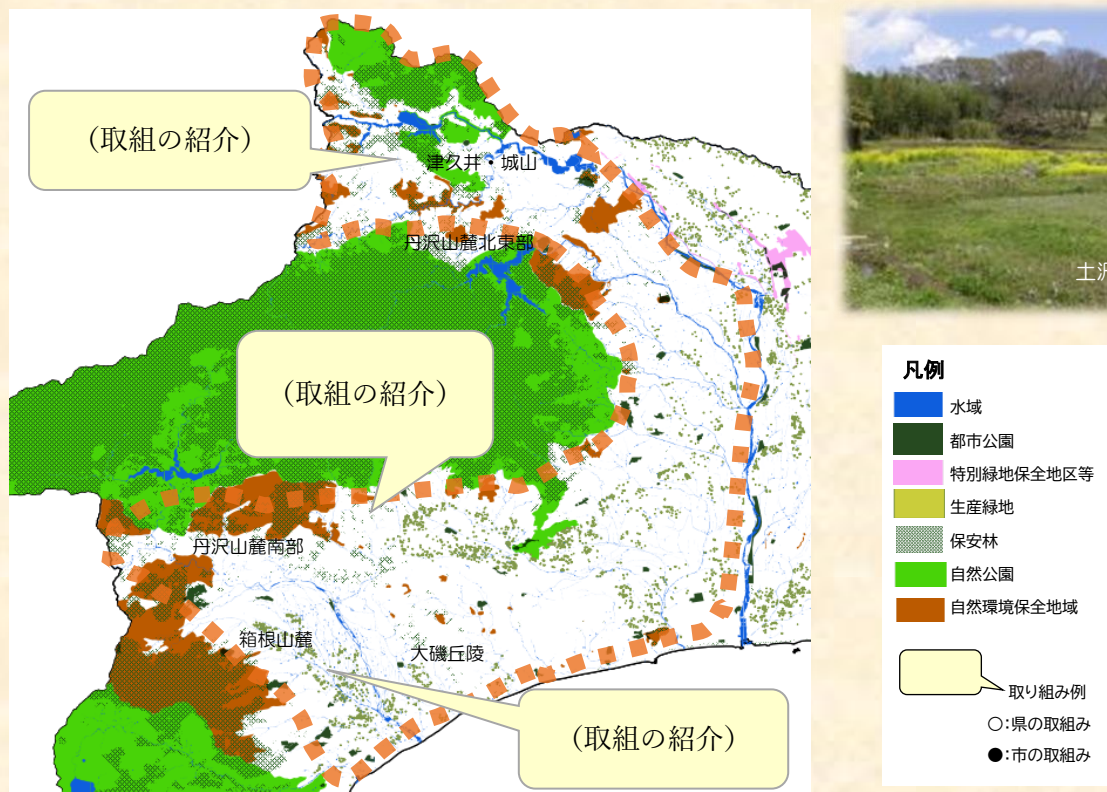 (取組の紹介)
津久井・城山
丹沢山麓北東部
(取組の紹介)
丹沢山麓南部
箱根山麓
大磯丘陵
(取組の紹介)
土沢
凡例
水域
都市公園
特別緑地保全地区等
生産緑地
保安林
自然公園
自然環境保全地域
取り組み例
○:県の取組み
●:市の取組み